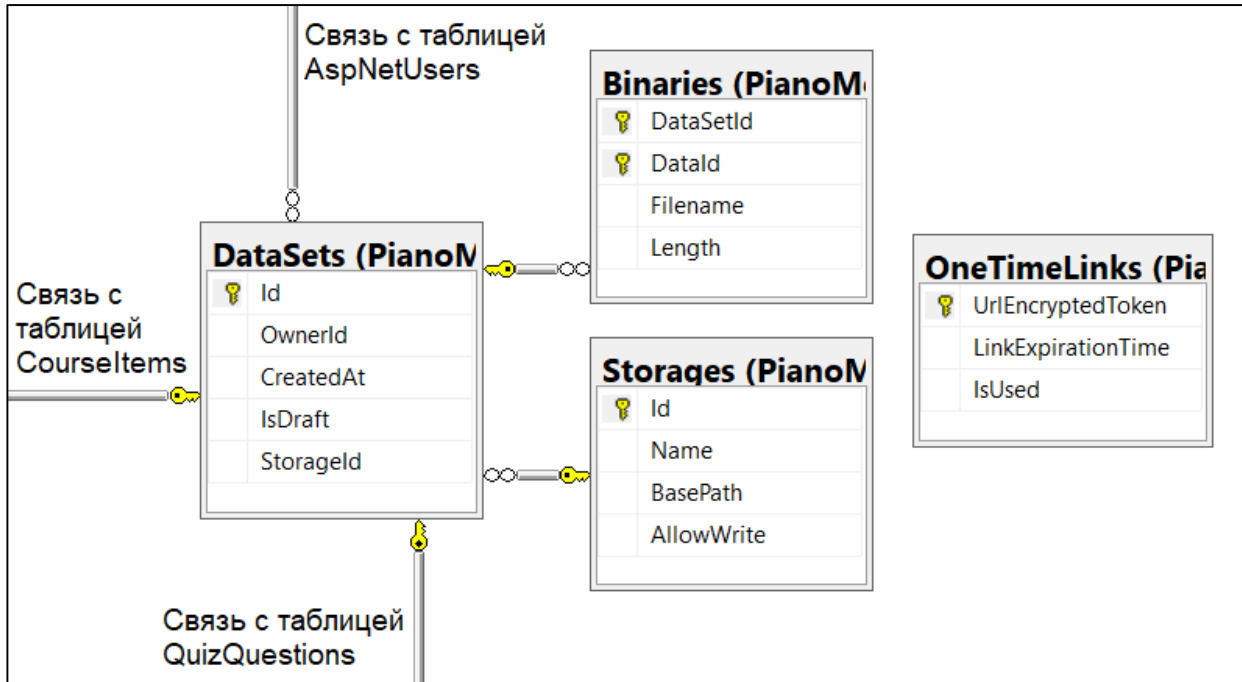 Связь с таблицей
AspNetUsers
Binaries (PianoM
DataSetId
DataId
Filename
Length
DataSets (PianoM
Id
OwnerId
CreatedAt
IsDraft
StorageId
Связь с
таблицей
CourseItems
OneTimeLinks (Pia
UrlEncryptedToken
LinkExpirationTime
IsUsed
Storages (PianoM
Id
Name
BasePath
AllowWrite
Связь с таблицей
QuizQuestions